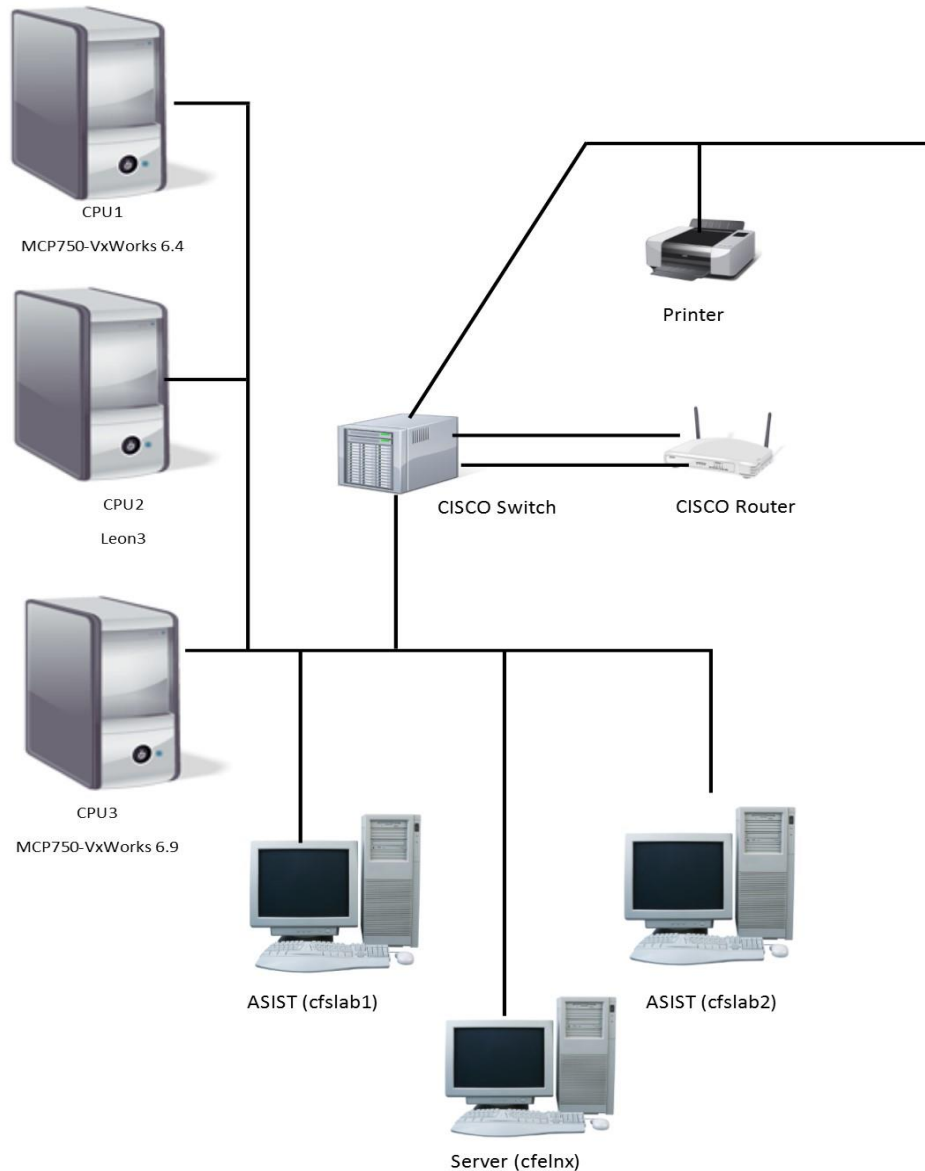 CPU1
MCP750-VxWorks 6.4
Printer
CPU2
Leon3
CISCO Switch
CISCO Router
CPU3
MCP750-VxWorks 6.9
ASIST (cfslab1)
ASIST (cfslab2)
Server (cfelnx)